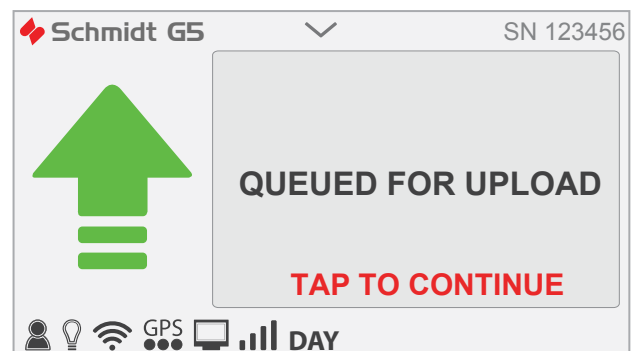 Schmidt G5
SN 123456
QUEUED FOR UPLOAD
TAP TO CONTINUE
GPS
DAY